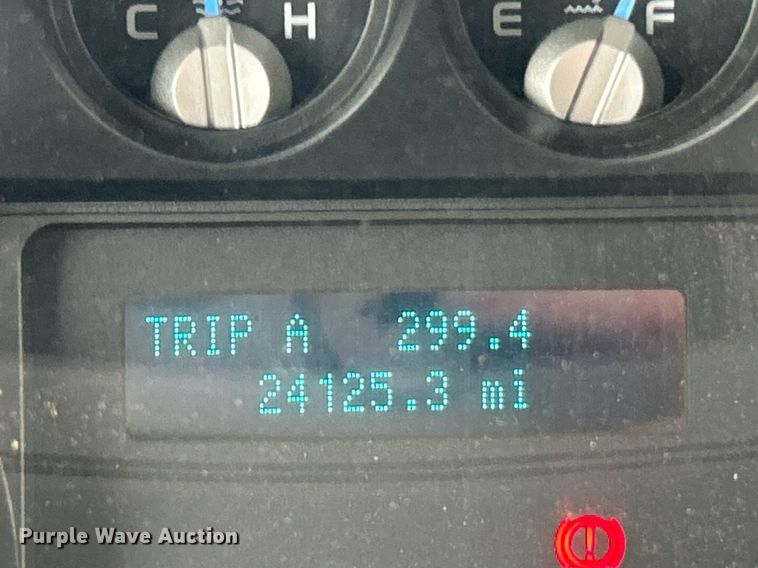 C H E F
TRIP A 299.4
24125.3 mi
Purple Wave Auction